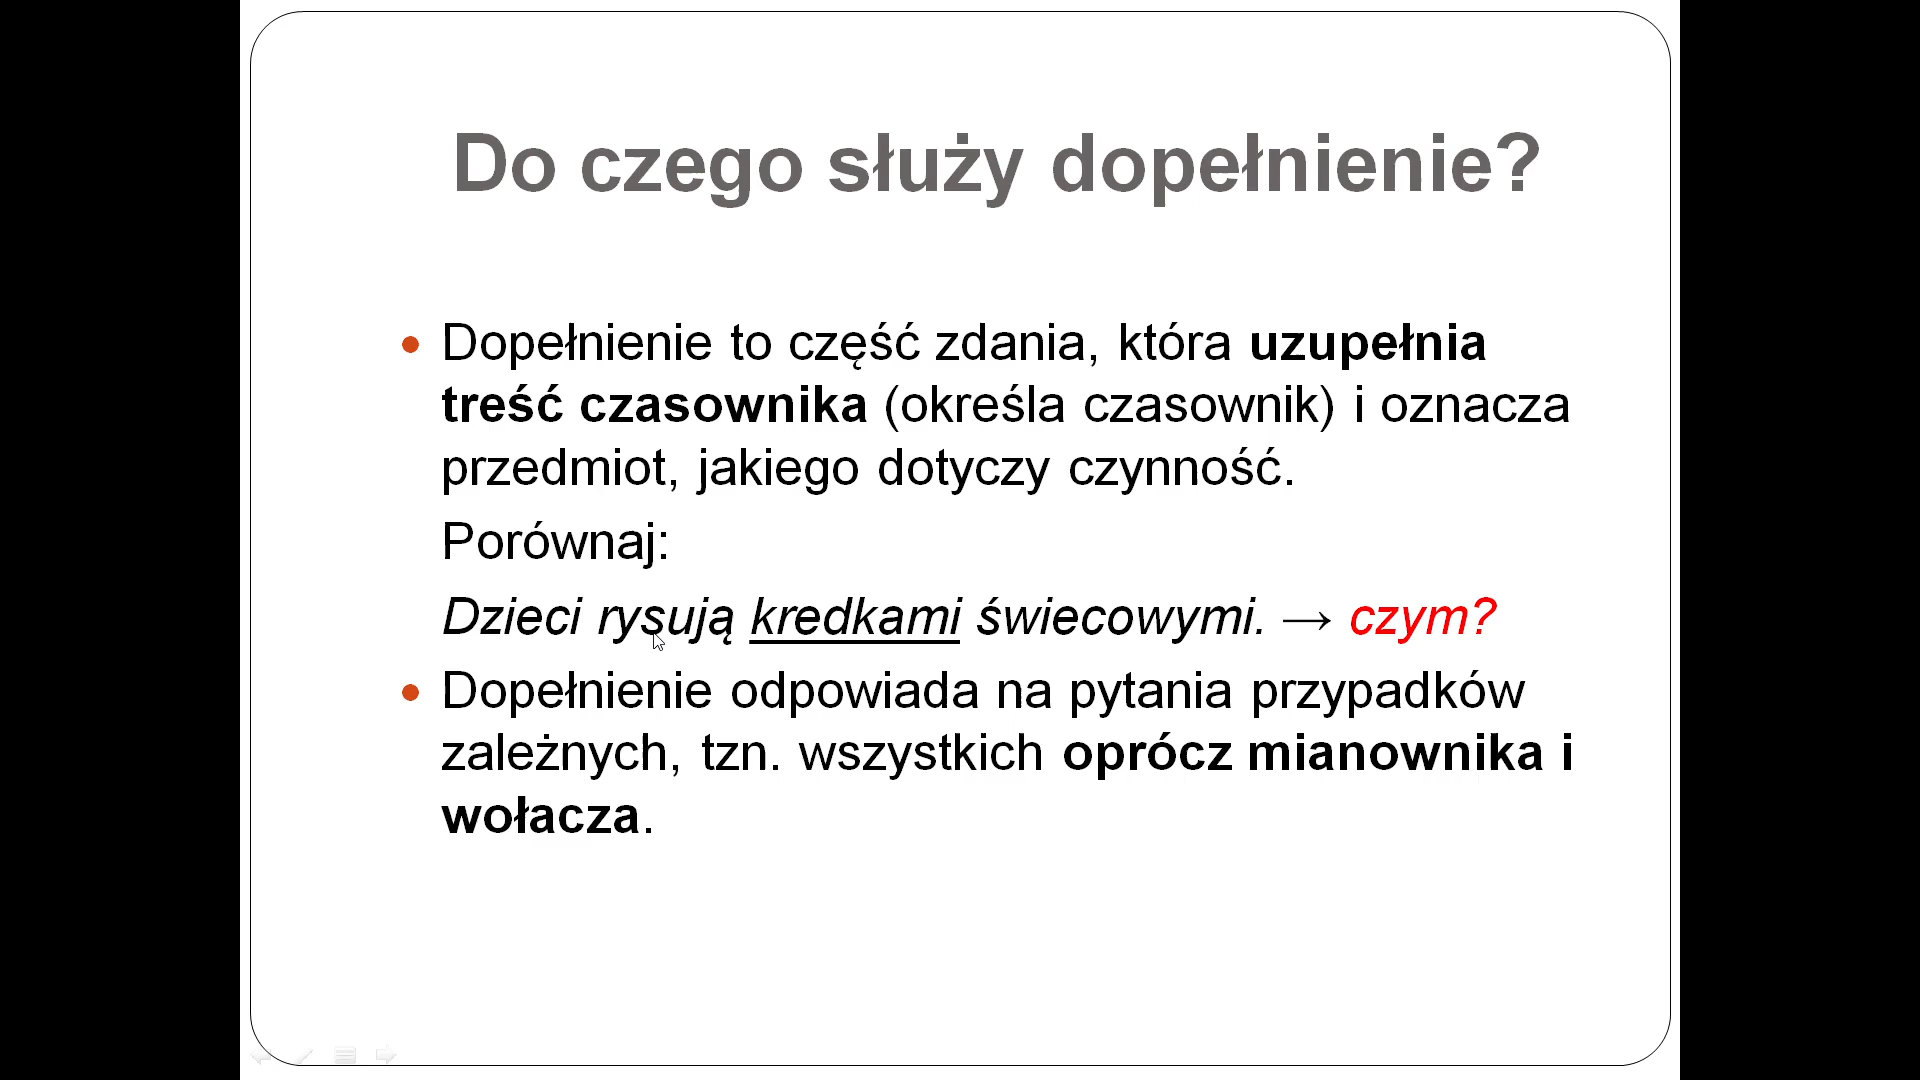 Do czego służy dopełnienie?
Dopełnienie to część zdania, która uzupełnia
treść czasownika (określa czasownik) i oznacza
przedmiot, jakiego dotyczy czynność.
Porównaj:
Dzieci rysują kredkami świecowymi. → czym?
Dopełnienie odpowiada na pytania przypadków
zależnych, tzn. wszystkich oprócz mianownika i
wołacza.